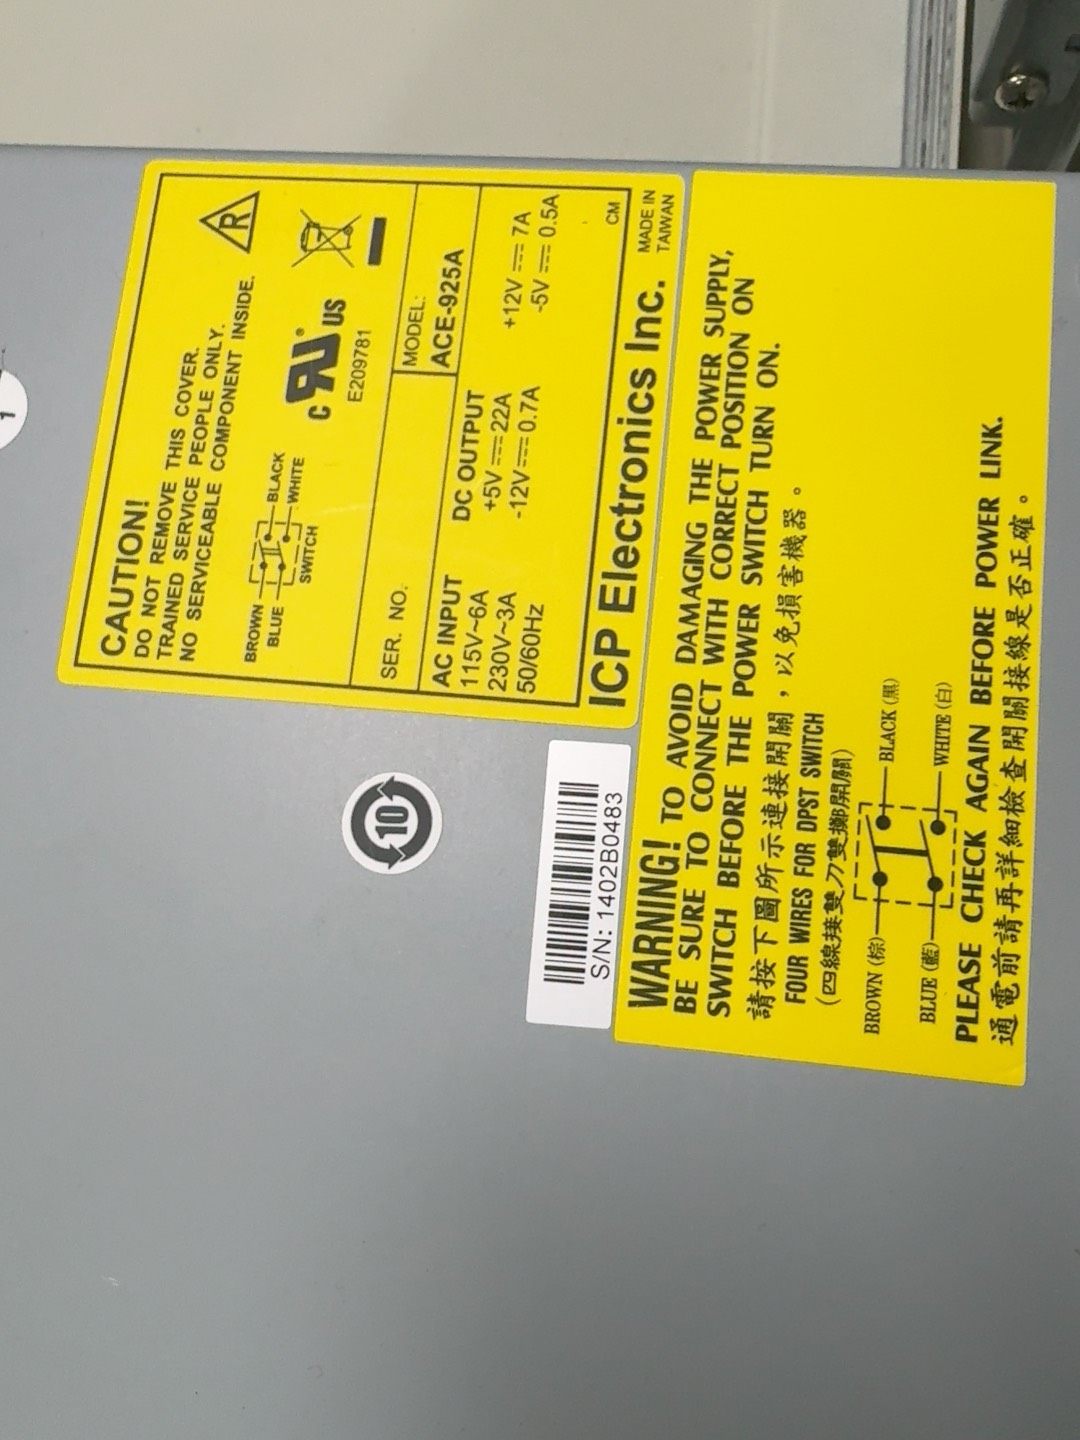 CAUTION!
DO NOT REMOVE THIS COVER.
TRAINED SERVICE PEOPLE ONLY.
NO SERVICEABLE COMPONENT INSIDE.
R
BROWN
BLACK
BLUE
WHITE
SWITCH
C
US
E209781
SER. NO.
MODEL:
ACE-925A
AC INPUT
115V~6A
230V~3A
50/60Hz
DC OUTPUT
+5V⎓22A
+12V⎓7A
-12V⎓0.7A
-5V⎓0.5A
CM
ICP Electronics Inc.
MADE IN
TAIWAN
10
1
S/N: 1402B0483
WARNING! TO AVOID DAMAGING THE POWER SUPPLY,
BE SURE TO CONNECT WITH CORRECT POSITION ON
SWITCH BEFORE THE POWER SWITCH TURN ON.
請按下圖所示連接開關，以免損害機器。
FOUR WIRES FOR DPST SWITCH
(四線接雙刀雙擲開關)
BROWN (棕)
BLACK (黑)
BLUE (藍)
WHITE (白)
PLEASE CHECK AGAIN BEFORE POWER LINK.
通電前請再詳細檢查開關接線是否正確。